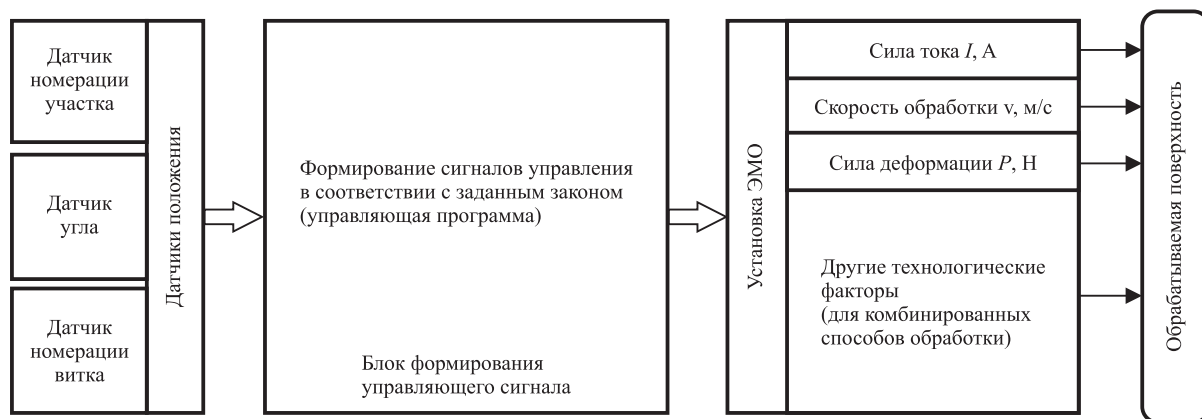 Датчик
номерации
участка
Датчик
угла
Датчик
номерации
витка
Датчики положения
Формирование сигналов управления
в соответствии с заданным законом
(управляющая программа)
Блок формирования
управляющего сигнала
Установка ЭМО
Сила тока I, А
Скорость обработки v, м/с
Сила деформации P, Н
Другие технологические
факторы
(для комбинированных
способов обработки)
Обрабатываемая поверхность